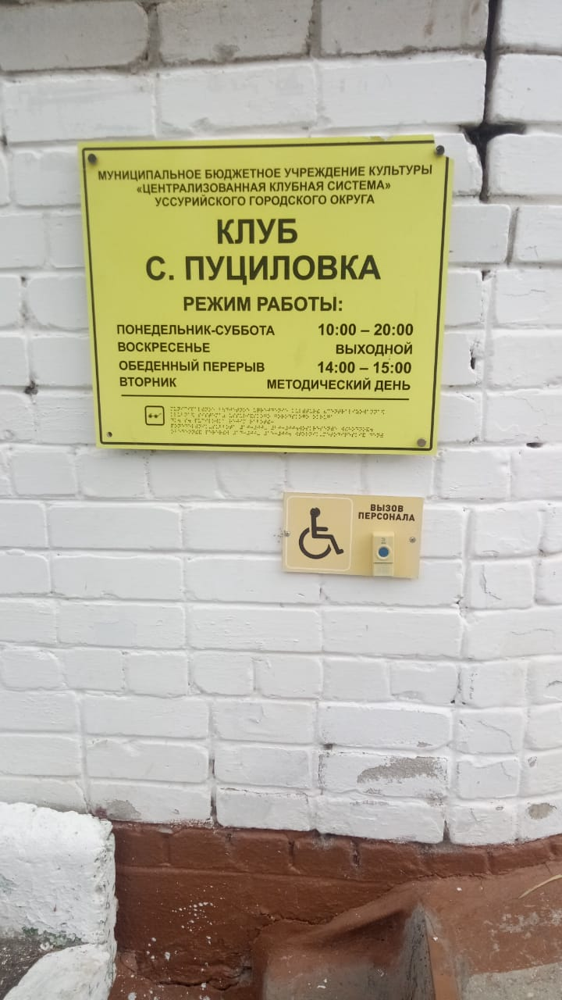 МУНИЦИПАЛЬНОЕ БЮДЖЕТНОЕ УЧРЕЖДЕНИЕ КУЛЬТУРЫ
«ЦЕНТРАЛИЗОВАННАЯ КЛУБНАЯ СИСТЕМА»
УССУРИЙСКОГО ГОРОДСКОГО ОКРУГА
КЛУБ
С. ПУЦИЛОВКА
РЕЖИМ РАБОТЫ:
ПОНЕДЕЛЬНИК-СУББОТА 10:00 – 20:00
ВОСКРЕСЕНЬЕ ВЫХОДНОЙ
ОБЕДЕННЫЙ ПЕРЕРЫВ 14:00 – 15:00
ВТОРНИК МЕТОДИЧЕСКИЙ ДЕНЬ
ВЫЗОВ
ПЕРСОНАЛА